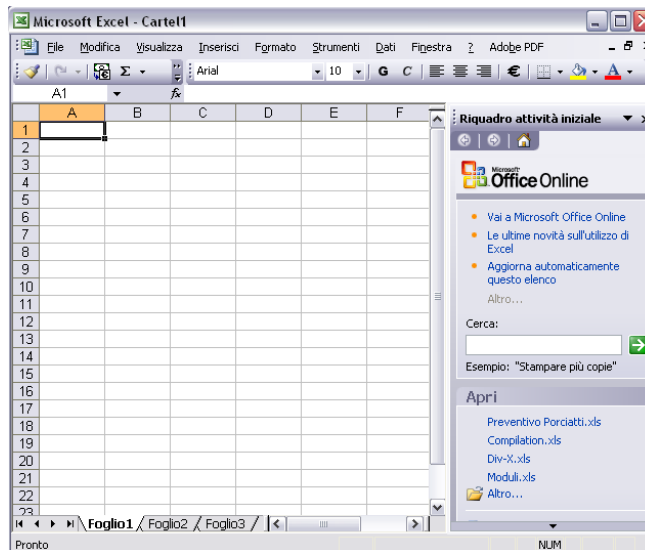 Microsoft Excel - Cartel1
File Modifica Visualizza Inserisci Formato Strumenti Dati Finestra ? Adobe PDF
Σ Arial 10 G C €
A1 fx
A B C D E F
1
2
3
4
5
6
7
8
9
10
11
12
13
14
15
16
17
18
19
20
21
22
23
Foglio1 Foglio2 Foglio3
Pronto NUM
Riquadro attività iniziale
Microsoft
Office Online
Vai a Microsoft Office Online
Le ultime novità sull'utilizzo di
Excel
Aggiorna automaticamente
questo elenco
Altro...
Cerca:
Esempio: "Stampare più copie"
Apri
Preventivo Porciatti.xls
Compilation.xls
Div-X.xls
Moduli.xls
Altro...